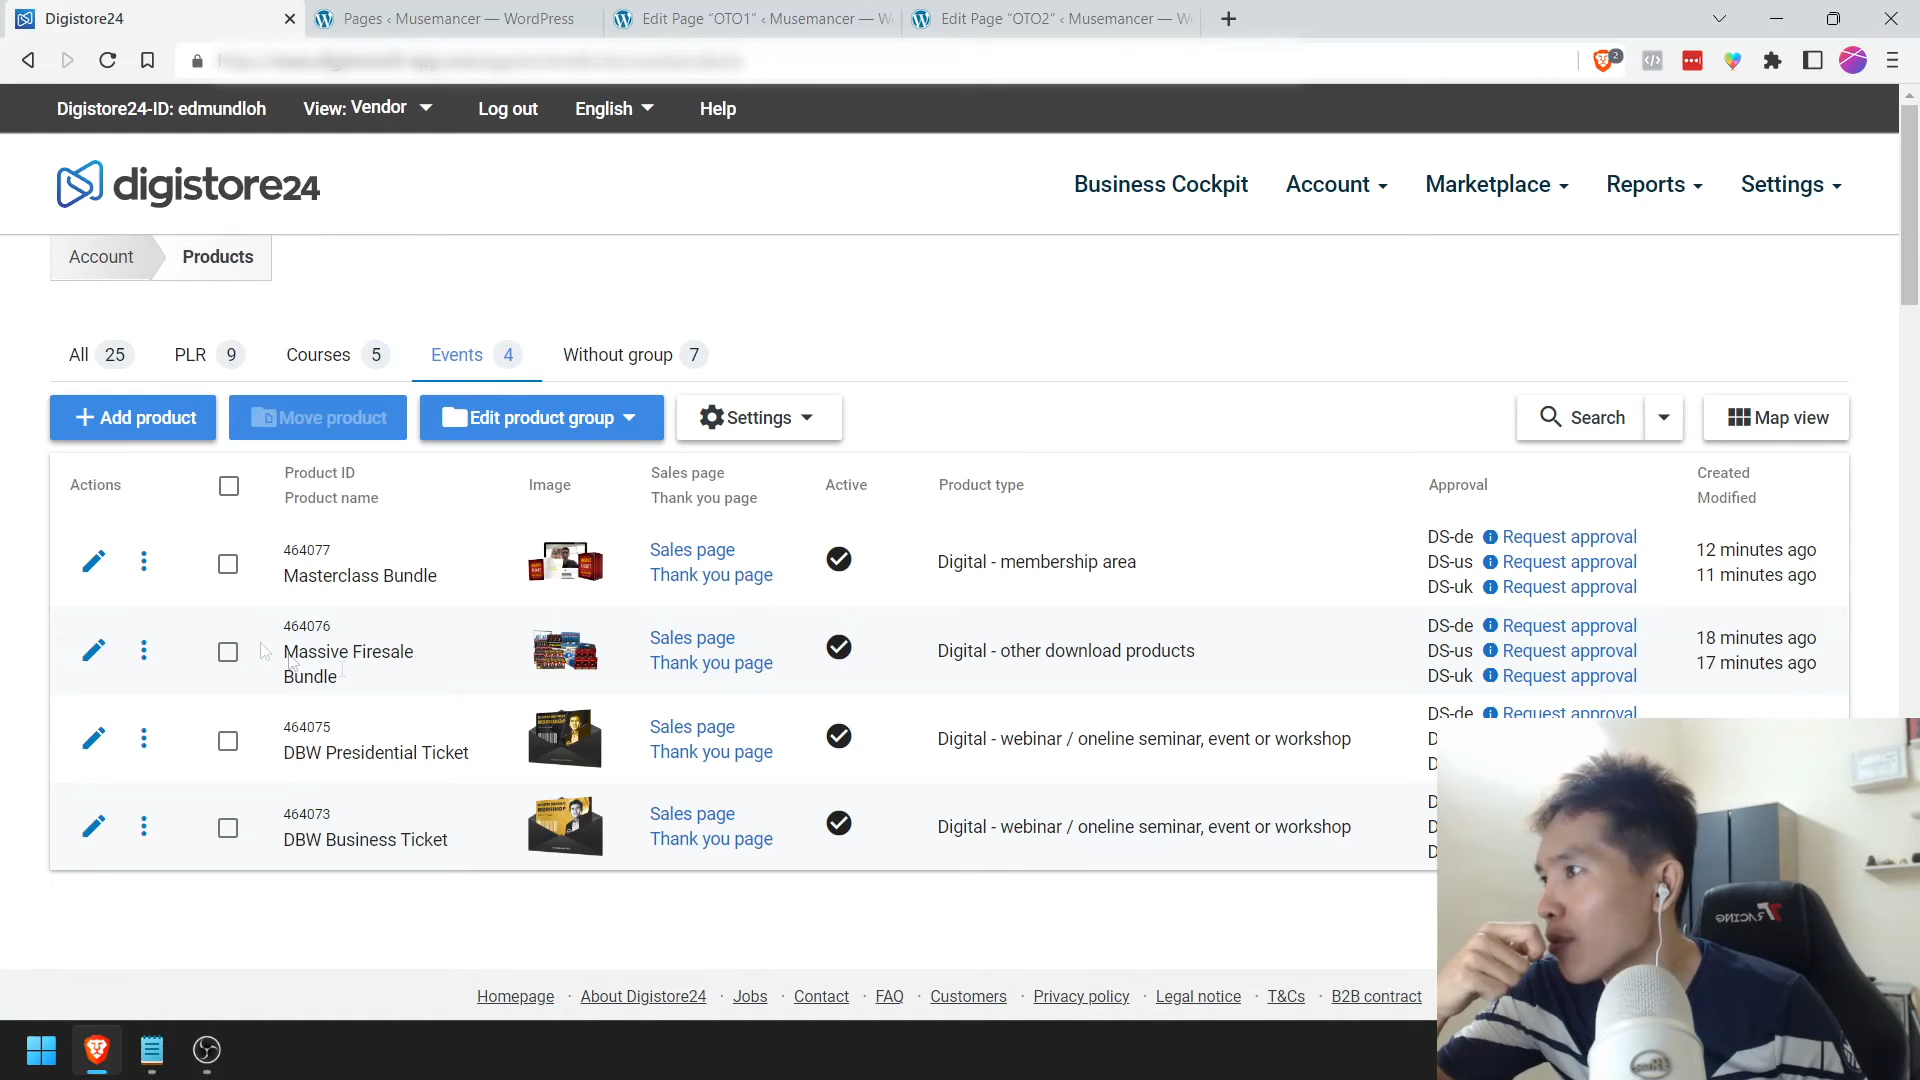 Digistore24
Pages ‹ Musemancer — WordPress
Edit Page “OTO1” ‹ Musemancer — W
Edit Page “OTO2” ‹ Musemancer — W
2
Digistore24-ID: edmundloh
View: Vendor
Log out
English
Help
digistore24
Business Cockpit
Account
Marketplace
Reports
Settings
Account
Products
All 25
PLR 9
Courses 5
Events 4
Without group 7
+ Add product
Move product
Edit product group
Settings
Search
Map view
Actions
Product ID
Product name
Image
Sales page
Thank you page
Active
Product type
Approval
Created
Modified
464077
Masterclass Bundle
Sales page
Thank you page
Digital - membership area
DS-de Request approval
DS-us Request approval
DS-uk Request approval
12 minutes ago
11 minutes ago
464076
Massive Firesale
Bundle
Sales page
Thank you page
Digital - other download products
DS-de Request approval
DS-us Request approval
DS-uk Request approval
18 minutes ago
17 minutes ago
464075
DBW Presidential Ticket
Sales page
Thank you page
Digital - webinar / oneline seminar, event or workshop
DS-de Request approval
D
D
464073
DBW Business Ticket
Sales page
Thank you page
Digital - webinar / oneline seminar, event or workshop
D
D
D
Homepage · About Digistore24 · Jobs · Contact · FAQ · Customers · Privacy policy · Legal notice · T&Cs · B2B contract